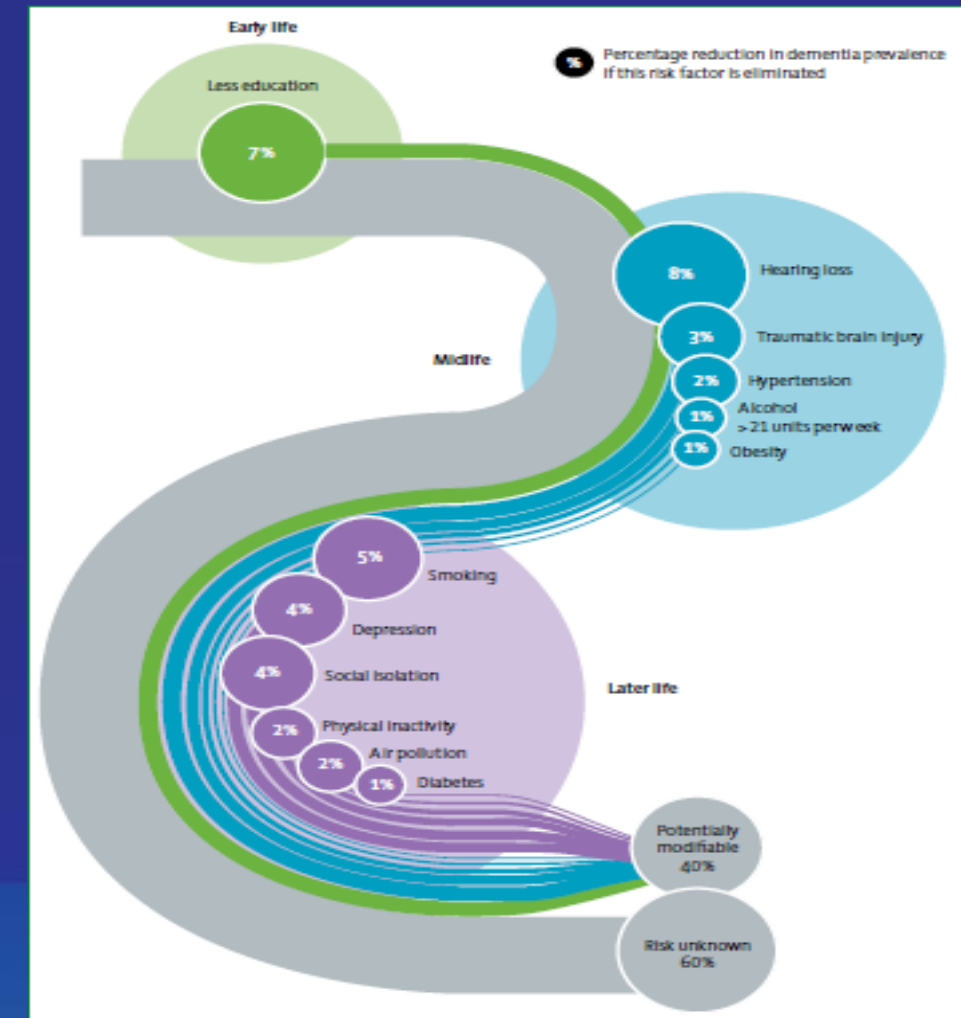 Early life
% Percentage reduction in dementia prevalence
if this risk factor is eliminated
Less education
7%
8% Hearing loss
3% Traumatic brain injury
Midlife
2% Hypertension
1% Alcohol
>21 units per week
1% Obesity
5% Smoking
4% Depression
4% Social isolation
Later life
2% Physical inactivity
2% Air pollution
1% Diabetes
Potentially
modifiable
40%
Risk unknown
60%